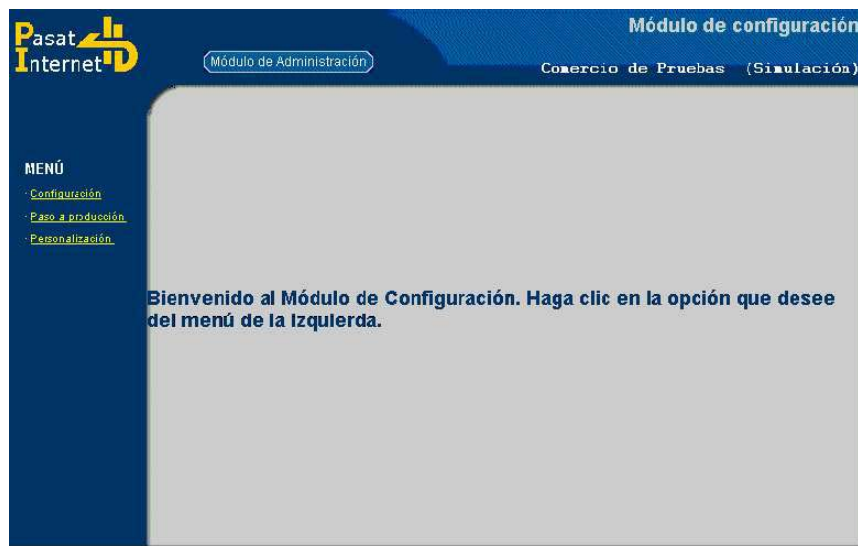 Pasat
Internet
Módulo de configuración
Módulo de Administración
Comercio de Pruebas (Simulación)
MENÚ
· Configuración
· Paso a producción
· Personalización
Bienvenido al Módulo de Configuración. Haga clic en la opción que desee
del menú de la Izquierda.